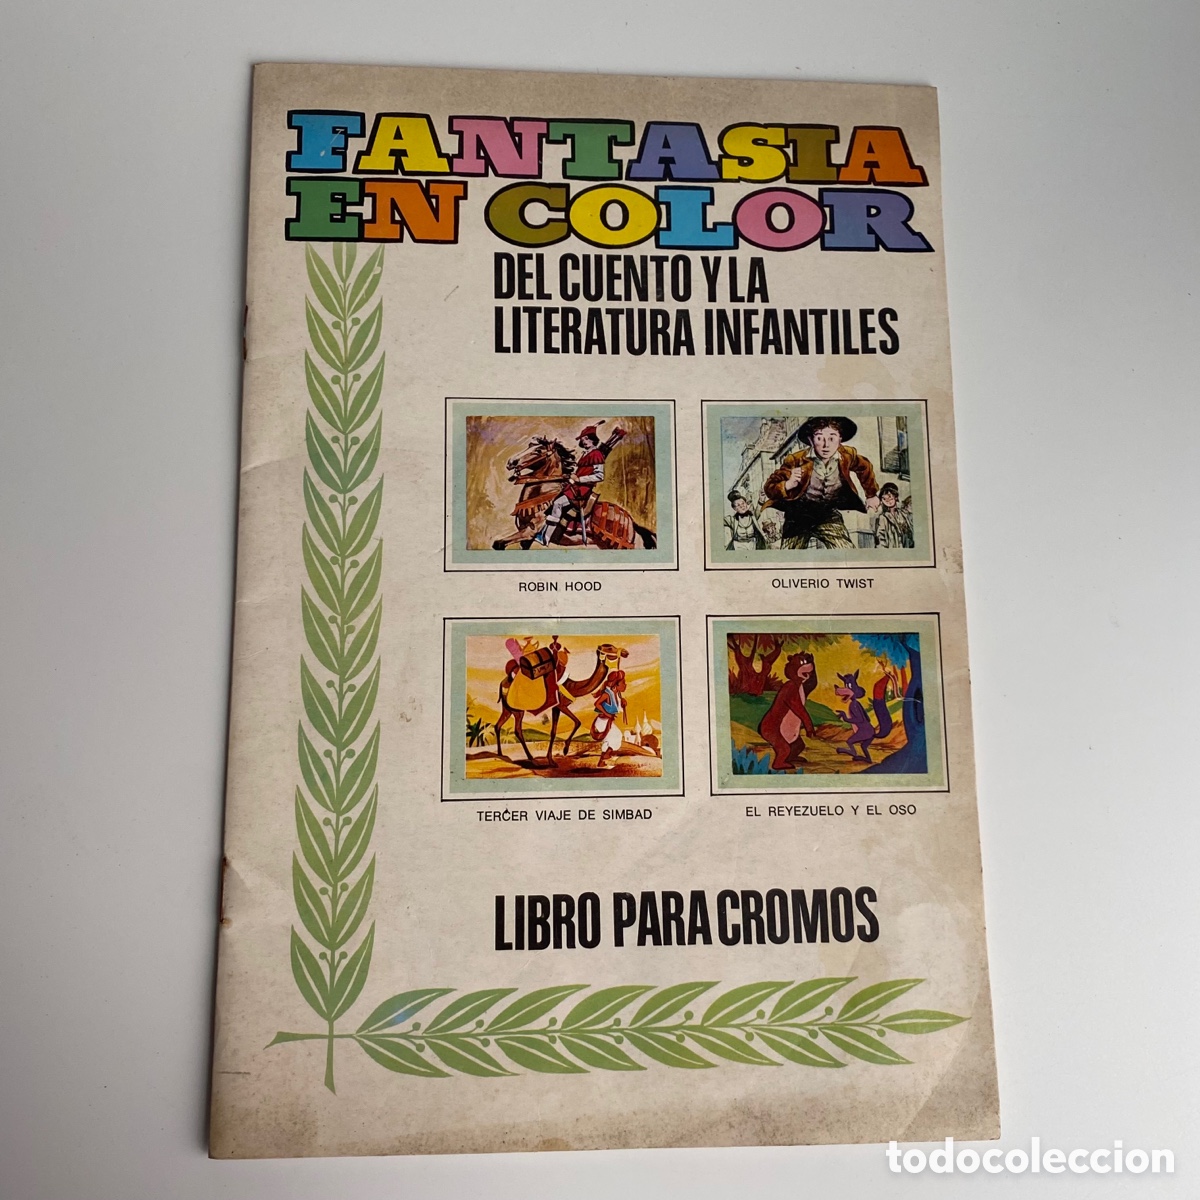 FANTASIA
EN COLOR
DEL CUENTO Y LA
LITERATURA INFANTILES
ROBIN HOOD
OLIVERIO TWIST
TERCER VIAJE DE SIMBAD
EL REYEZUELO Y EL OSO
LIBRO PARA CROMOS
todocoleccion